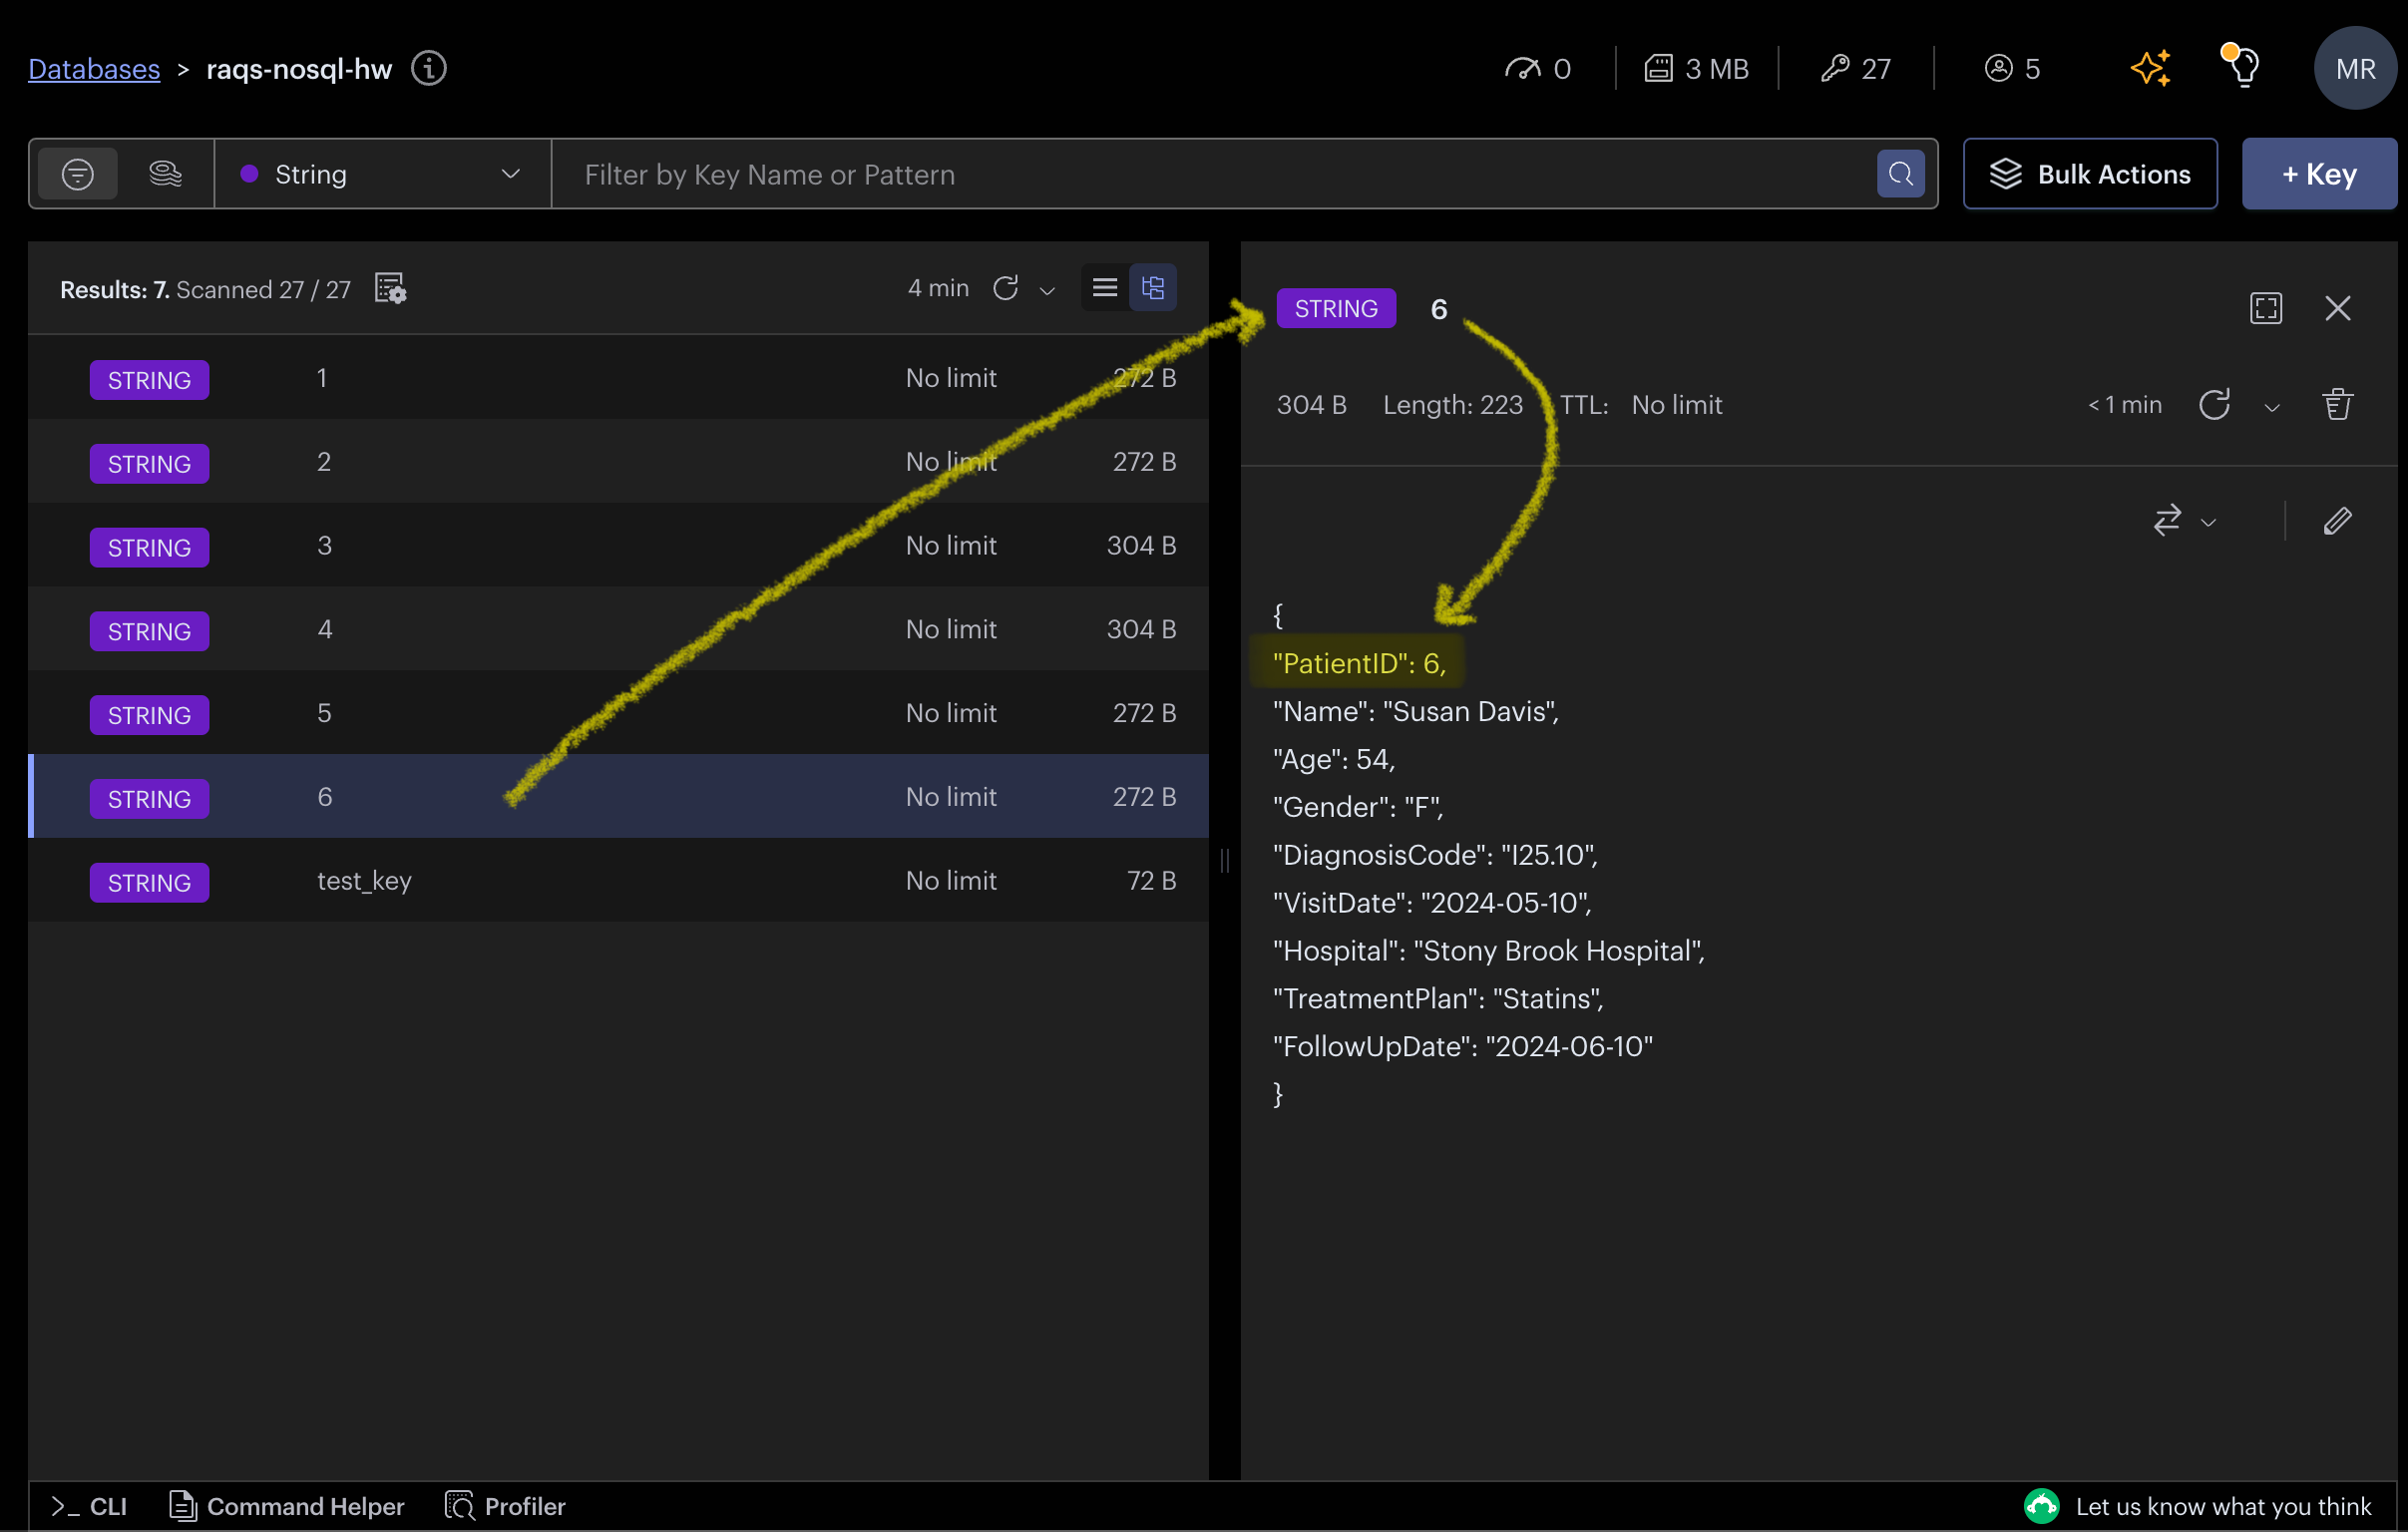 Databases > raqs-nosql-hw
0 3 MB 27 5 MR
String Filter by Key Name or Pattern Bulk Actions + Key
Results: 7. Scanned 27 / 27 4 min
STRING 1 No limit 272 B
STRING 2 No limit 272 B
STRING 3 No limit 304 B
STRING 4 No limit 304 B
STRING 5 No limit 272 B
STRING 6 No limit 272 B
STRING test_key No limit 72 B
STRING 6
304 B Length: 223 TTL: No limit < 1 min
{
"PatientID": 6,
"Name": "Susan Davis",
"Age": 54,
"Gender": "F",
"DiagnosisCode": "I25.10",
"VisitDate": "2024-05-10",
"Hospital": "Stony Brook Hospital",
"TreatmentPlan": "Statins",
"FollowUpDate": "2024-06-10"
}
>_ CLI Command Helper Profiler Let us know what you think